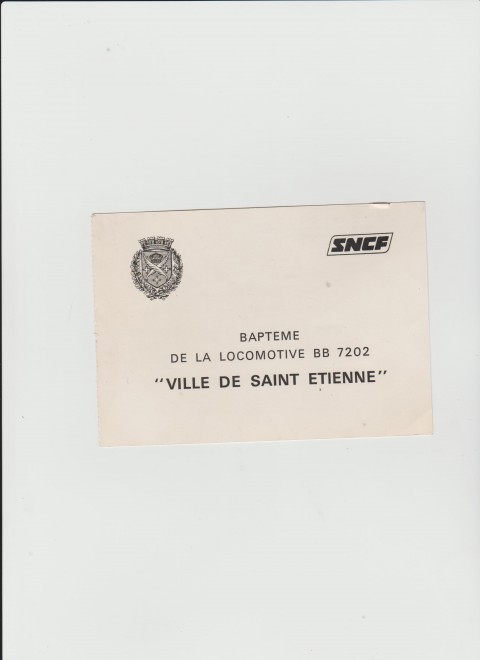 SNCF
BAPTEME
DE LA LOCOMOTIVE BB 7202
"VILLE DE SAINT ETIENNE"